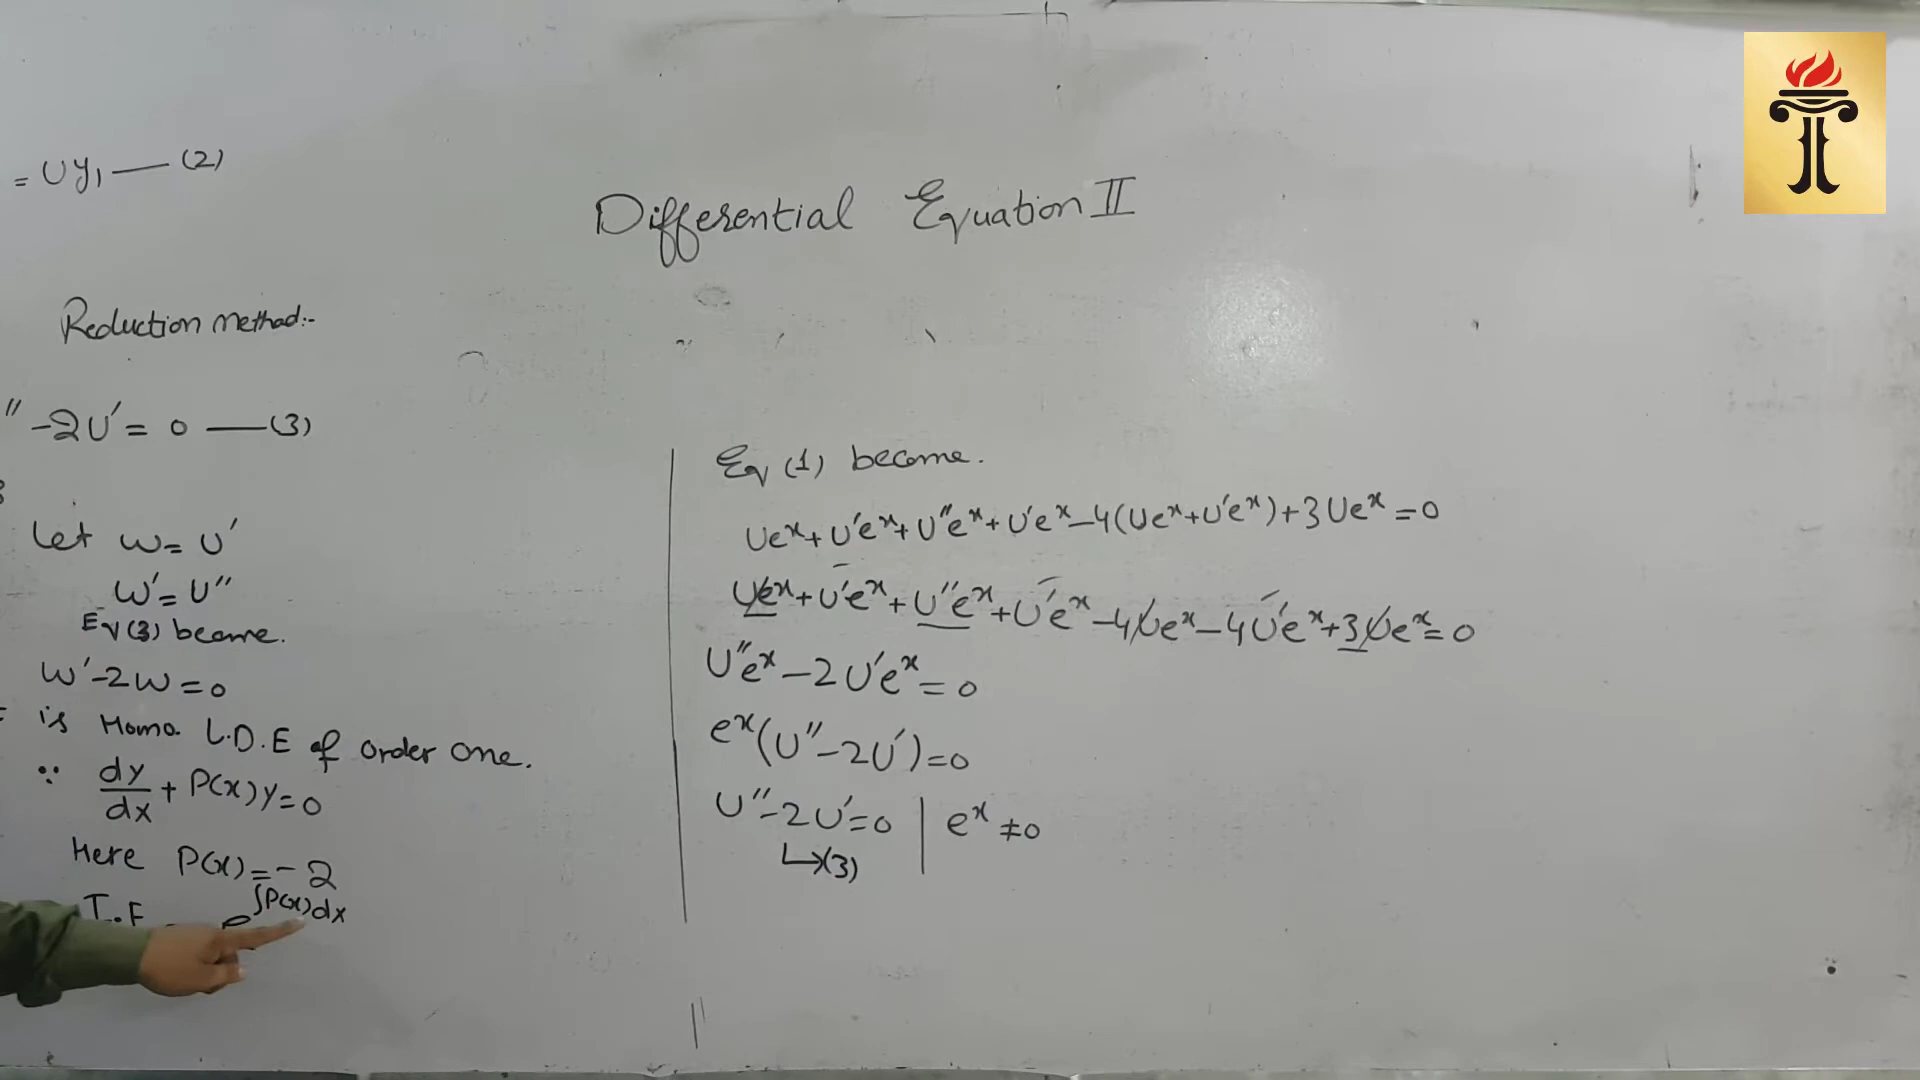 = Uy₁ — (2)
Differential Equation II
Reduction method:-
″ -2U′ = 0 — (3)
Let w = U′
w′ = U″
Eq (3) become.
w′-2w = 0
is Homo. L.D.E of order one.
∵ dy/dx + P(x)y = 0
Here P(x) = -2
I.F = e^∫P(x)dx
Eq (1) become.
Ueˣ + U′eˣ + U″eˣ + U′eˣ - 4(Ueˣ + U′eˣ) + 3Ueˣ = 0
Ueˣ + U′eˣ + U″eˣ + U′eˣ - 4Ueˣ - 4U′eˣ + 3Ueˣ = 0
U″eˣ - 2U′eˣ = 0
eˣ(U″ - 2U′) = 0
U″ - 2U′ = 0 | eˣ ≠ 0
↳(3)